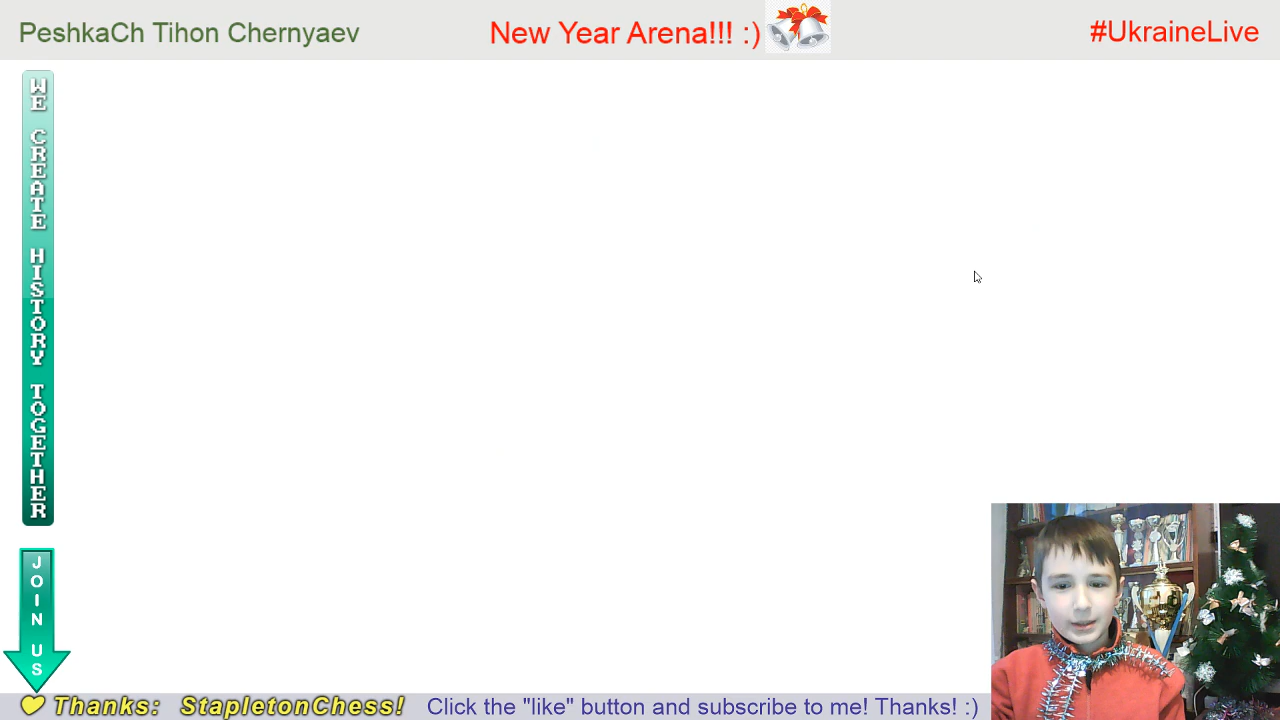 PeshkaCh Tihon Chernyaev
New Year Arena!!! :)
#UkraineLive
WE CREATE HISTORY TOGETHER
JOIN US
Thanks: StapletonChess!
Click the "like" button and subscribe to me! Thanks! :)